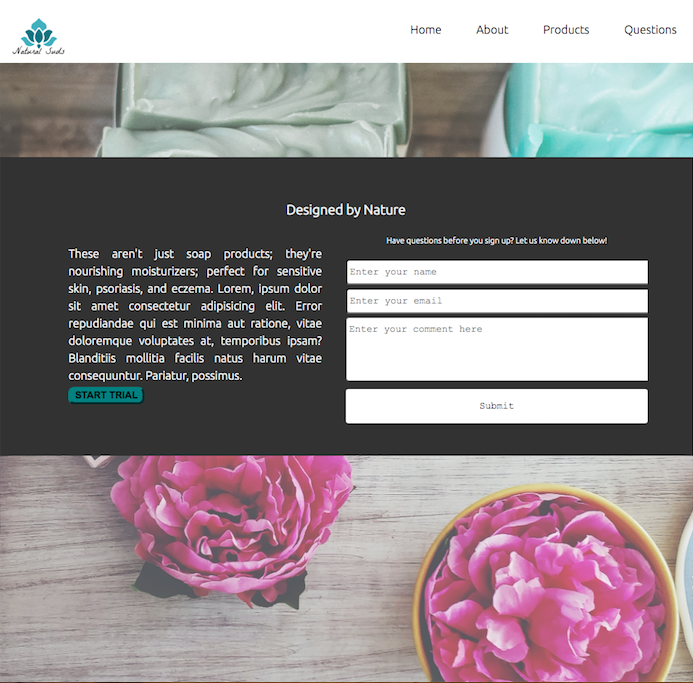 Natural Suds
Home About Products Questions
Designed by Nature
These aren't just soap products; they're
nourishing moisturizers; perfect for sensitive
skin, psoriasis, and eczema. Lorem, ipsum dolor
sit amet consectetur adipisicing elit. Error
repudiandae qui est minima aut ratione, vitae
doloremque voluptates at, temporibus ipsam?
Blanditiis mollitia facilis natus harum vitae
consequuntur. Pariatur, possimus.
START TRIAL
Have questions before you sign up? Let us know down below!
Enter your name
Enter your email
Enter your comment here
Submit